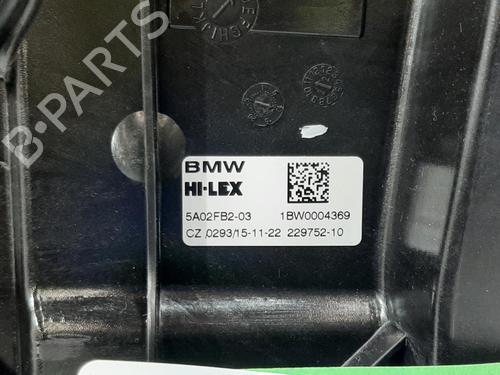 B-PARTS
BMW
HI-LEX
5A02FB2-03 1BW0004369
CZ ,0293/15-11-22 229752-10